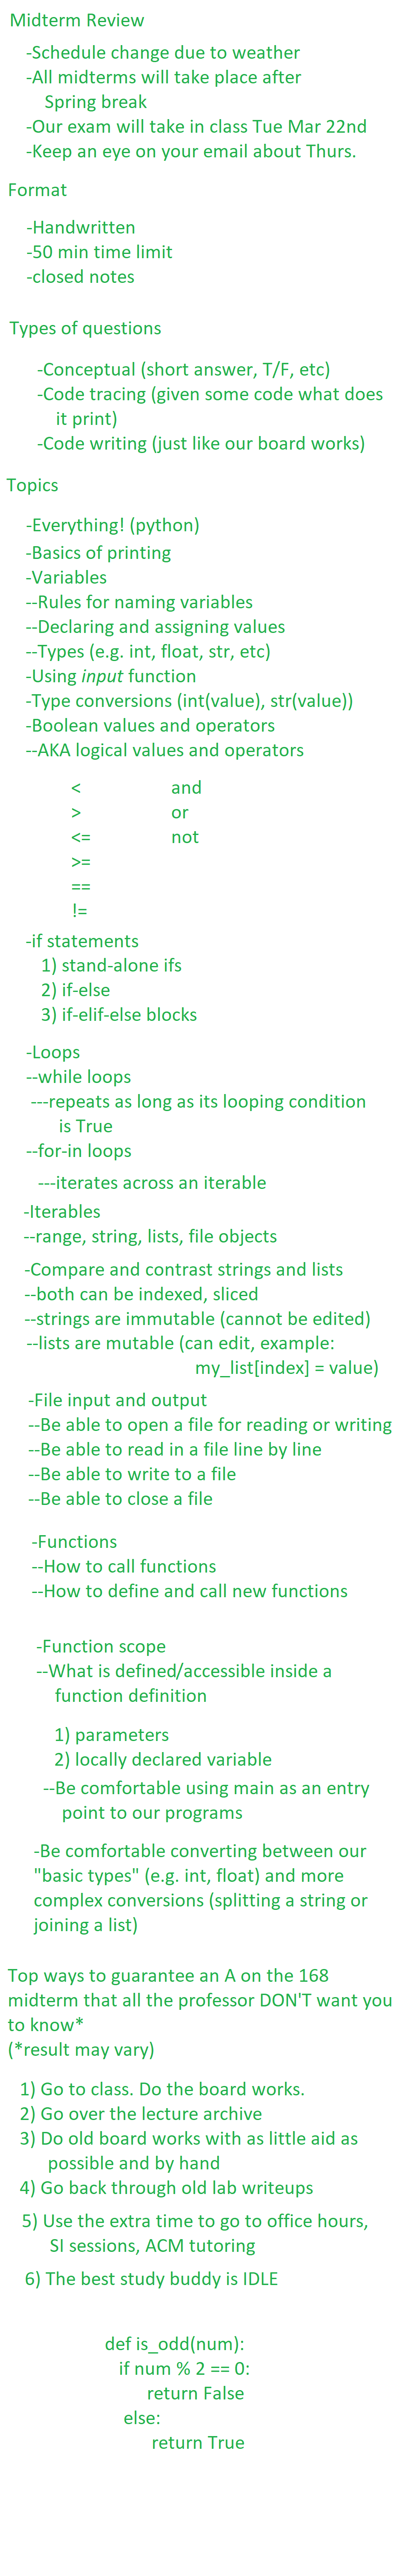 Midterm Review
-Schedule change due to weather
-All midterms will take place after
Spring break
-Our exam will take in class Tue Mar 22nd
-Keep an eye on your email about Thurs.
Format
-Handwritten
-50 min time limit
-closed notes
Types of questions
-Conceptual (short answer, T/F, etc)
-Code tracing (given some code what does
it print)
-Code writing (just like our board works)
Topics
-Everything! (python)
-Basics of printing
-Variables
--Rules for naming variables
--Declaring and assigning values
--Types (e.g. int, float, str, etc)
-Using input function
-Type conversions (int(value), str(value))
-Boolean values and operators
--AKA logical values and operators
< and
> or
<= not
>=
==
!=
-if statements
1) stand-alone ifs
2) if-else
3) if-elif-else blocks
-Loops
--while loops
---repeats as long as its looping condition
is True
--for-in loops
---iterates across an iterable
-Iterables
--range, string, lists, file objects
-Compare and contrast strings and lists
--both can be indexed, sliced
--strings are immutable (cannot be edited)
--lists are mutable (can edit, example:
my_list[index] = value)
-File input and output
--Be able to open a file for reading or writing
--Be able to read in a file line by line
--Be able to write to a file
--Be able to close a file
-Functions
--How to call functions
--How to define and call new functions
-Function scope
--What is defined/accessible inside a
function definition
1) parameters
2) locally declared variable
--Be comfortable using main as an entry
point to our programs
-Be comfortable converting between our
"basic types" (e.g. int, float) and more
complex conversions (splitting a string or
joining a list)
Top ways to guarantee an A on the 168
midterm that all the professor DON'T want you
to know*
(*result may vary)
1) Go to class. Do the board works.
2) Go over the lecture archive
3) Do old board works with as little aid as
possible and by hand
4) Go back through old lab writeups
5) Use the extra time to go to office hours,
SI sessions, ACM tutoring
6) The best study buddy is IDLE
def is_odd(num):
if num % 2 == 0:
return False
else:
return True